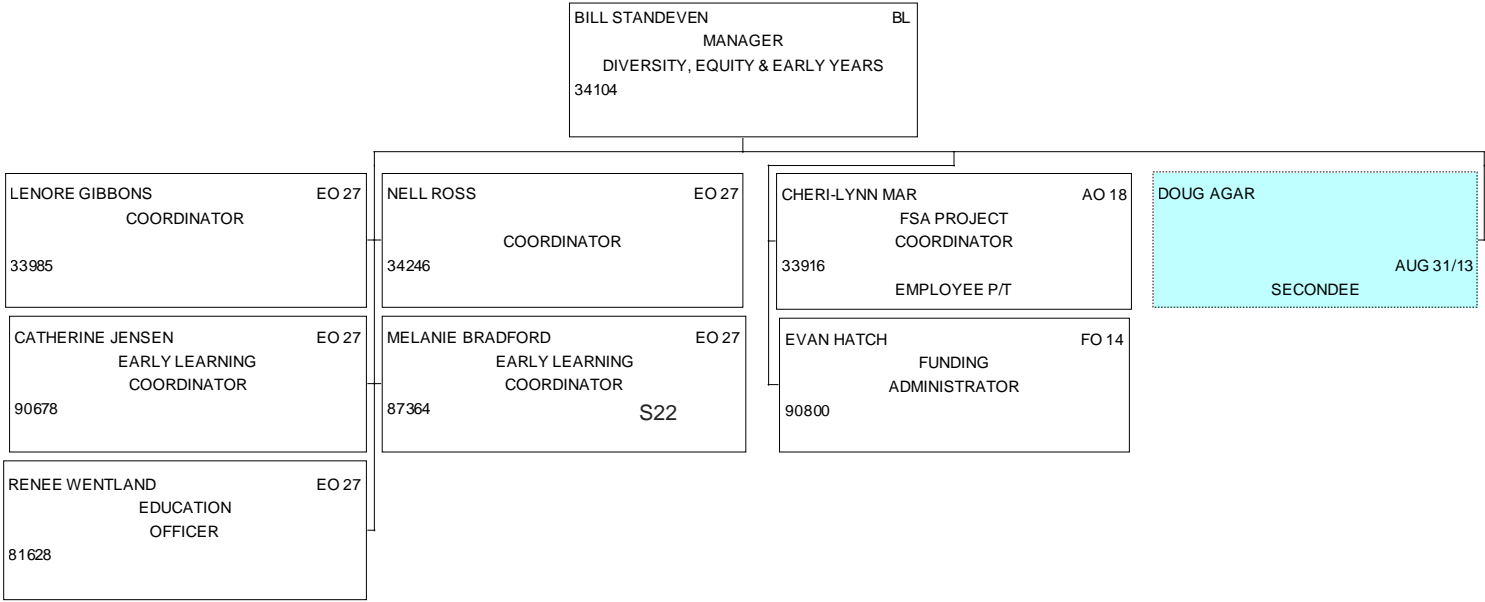 BILL STANDEVEN BL
MANAGER
DIVERSITY, EQUITY & EARLY YEARS
34104
LENORE GIBBONS EO 27
COORDINATOR
33985
NELL ROSS EO 27
COORDINATOR
34246
CHERI-LYNN MAR AO 18
FSA PROJECT
COORDINATOR
33916
EMPLOYEE P/T
DOUG AGAR
AUG 31/13
SECONDEE
CATHERINE JENSEN EO 27
EARLY LEARNING
COORDINATOR
90678
MELANIE BRADFORD EO 27
EARLY LEARNING
COORDINATOR
87364 S22
EVAN HATCH FO 14
FUNDING
ADMINISTRATOR
90800
RENEE WENTLAND EO 27
EDUCATION
OFFICER
81628